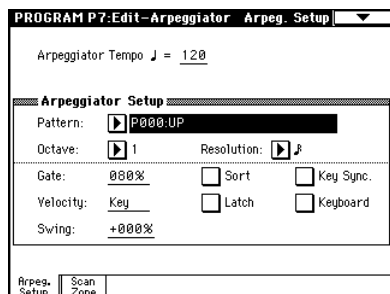 PROGRAM P7:Edit-Arpeggiator Arpeg. Setup
Arpeggiator Tempo ♩ = 120
Arpeggiator Setup
Pattern: P000:UP
Octave: 1 Resolution: ♪
Gate: 080% Sort Key Sync.
Velocity: Key Latch Keyboard
Swing: +000%
Arpeg. Setup Scan Zone